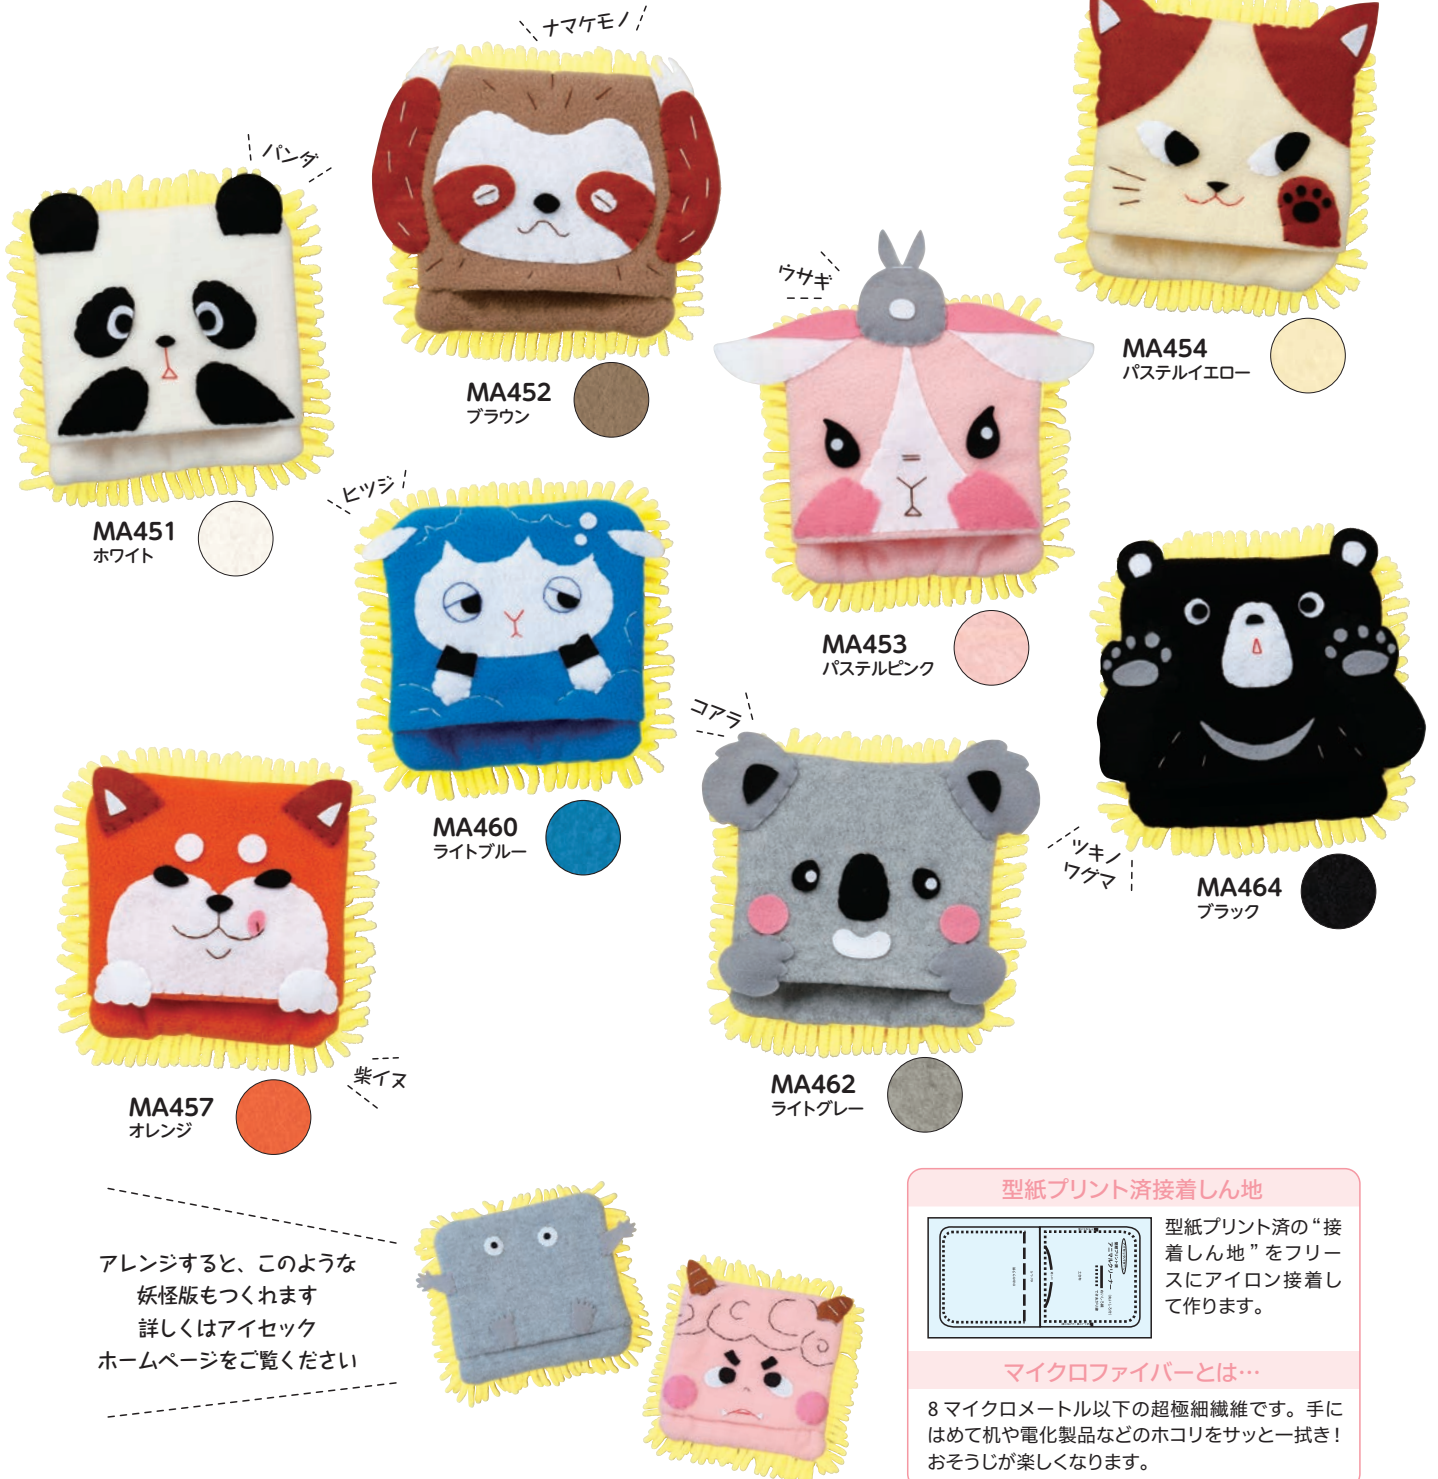 ナマケモノ
パンダ
ウサギ
MA454
パステルイエロー
MA452
ブラウン
ヒツジ
MA451
ホワイト
MA453
パステルピンク
コアラ
MA460
ライトブルー
ツキノ
ワグマ
MA464
ブラック
柴イヌ
MA462
ライトグレー
MA457
オレンジ
アレンジすると、このような
妖怪版もつくれます
詳しくはアイセック
ホームページをご覧ください
型紙プリント済接着しん地
型紙プリント済の“接
着しん地”をフリー
スにアイロン接着し
て作ります。
マイクロファイバーとは…
8マイクロメートル以下の超極細繊維です。手に
はめて机や電化製品などのホコリをサッと一拭き!
おそうじが楽しくなります。